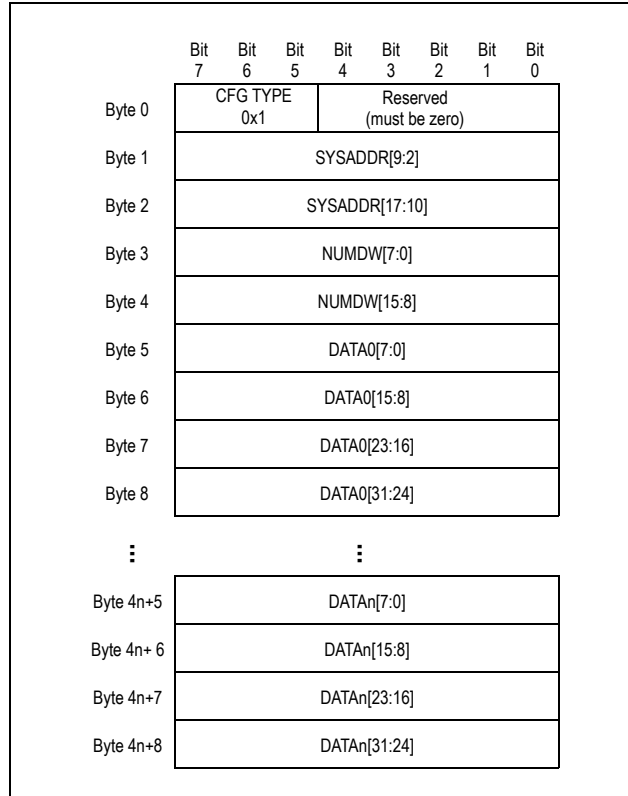 Bit Bit Bit Bit Bit Bit Bit Bit
7 6 5 4 3 2 1 0
Byte 0
CFG TYPE
0x1
Reserved
(must be zero)
Byte 1 SYSADDR[9:2]
Byte 2 SYSADDR[17:10]
Byte 3 NUMDW[7:0]
Byte 4 NUMDW[15:8]
Byte 5 DATA0[7:0]
Byte 6 DATA0[15:8]
Byte 7 DATA0[23:16]
Byte 8 DATA0[31:24]
Byte 4n+5 DATAn[7:0]
Byte 4n+ 6 DATAn[15:8]
Byte 4n+7 DATAn[23:16]
Byte 4n+8 DATAn[31:24]